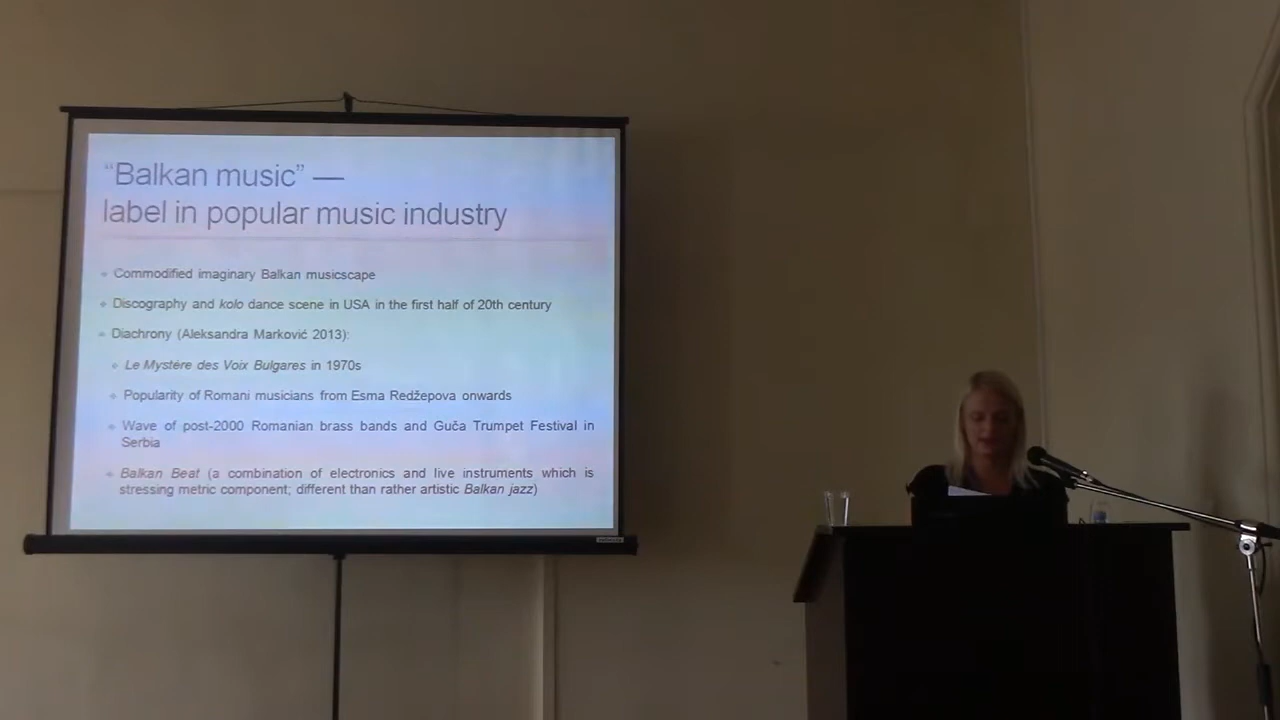 “Balkan music” —
label in popular music industry
Commodified imaginary Balkan musicscape
Discography and kolo dance scene in USA in the first half of 20th century
Diachrony (Aleksandra Marković 2013):
Le Mystère des Voix Bulgares in 1970s
Popularity of Romani musicians from Esma Redžepova onwards
Wave of post-2000 Romanian brass bands and Guča Trumpet Festival in
Serbia
Balkan Beat (a combination of electronics and live instruments which is
stressing metric component; different than rather artistic Balkan jazz)